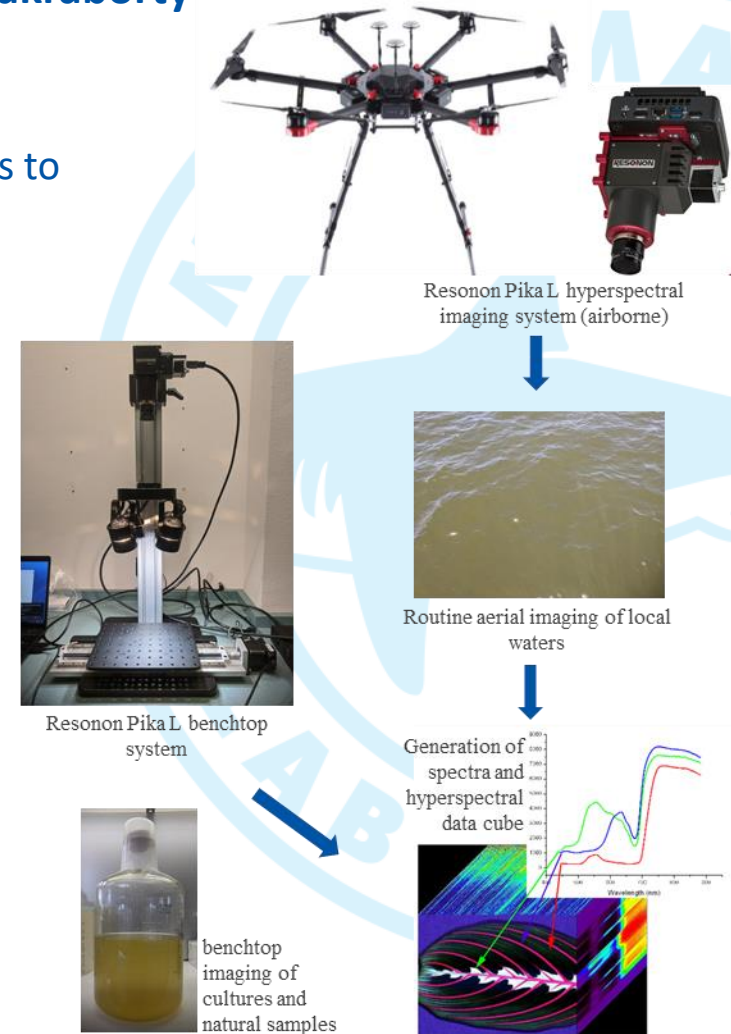 s to
RESONON
Resonon Pika L hyperspectral
imaging system (airborne)
Routine aerial imaging of local
waters
Resonon Pika L benchtop
system
Generation of
spectra and
hyperspectral
data cube
Wavelength (nm)
benchtop
imaging of
cultures and
natural samples